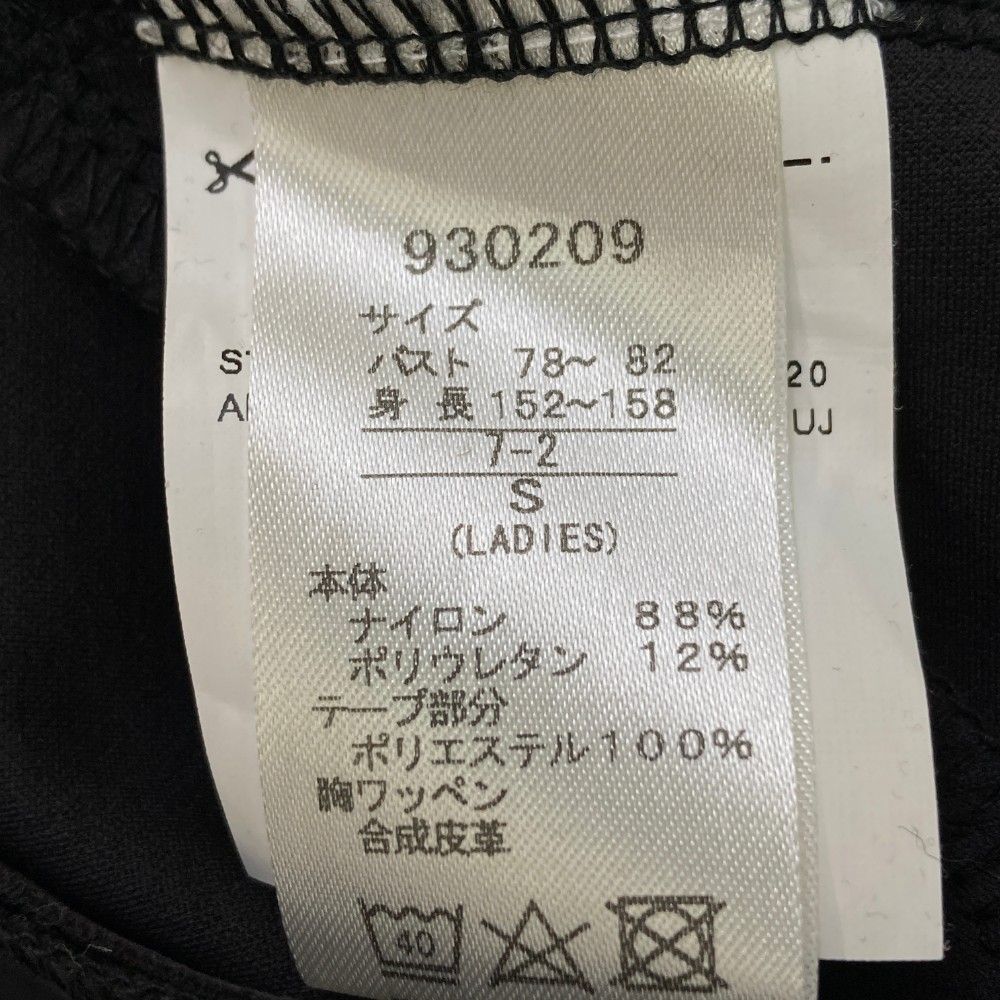 930209
サイズ
バスト 78〜 82
身 長 152〜158
7-2
S
(LADIES)
本体
ナイロン 88%
ポリウレタン 12%
テープ部分
ポリエステル100%
胸ワッペン
合成皮革
40
20
UJ